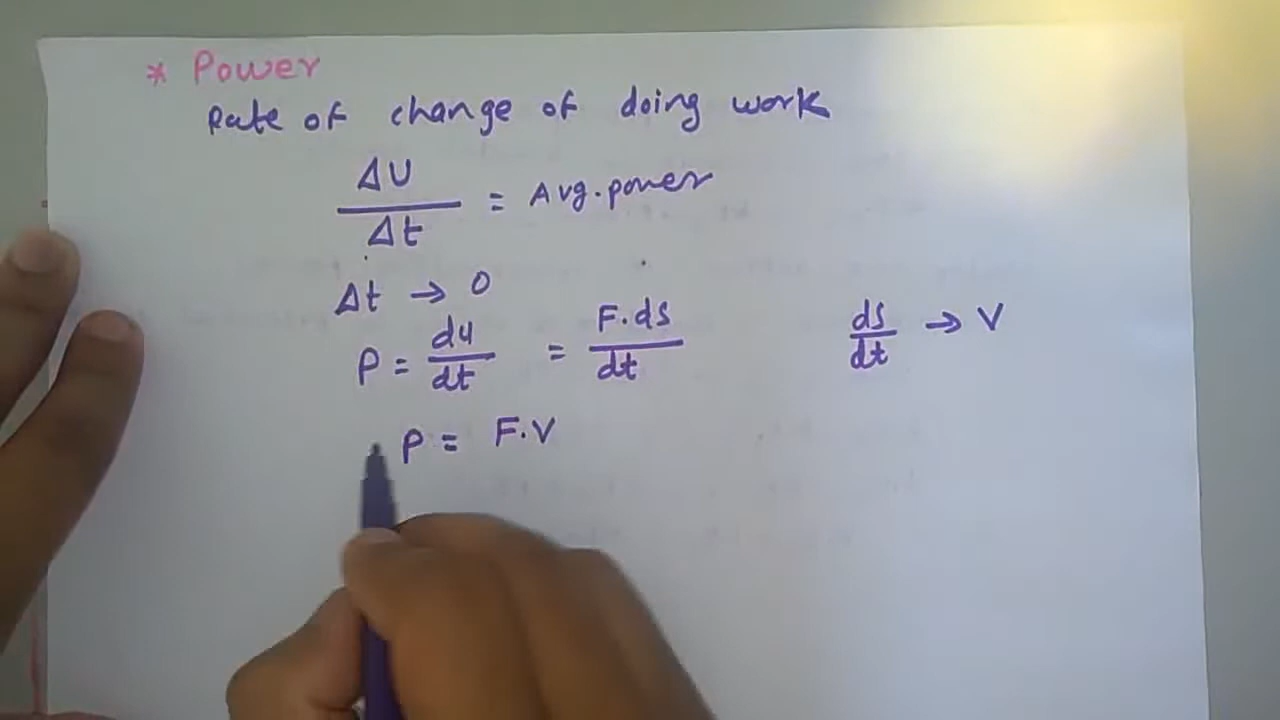 * Power
Rate of change of doing work
ΔU / Δt = Avg. power
Δt → 0
P = du/dt = F.ds/dt    ds/dt → V
P = F.V